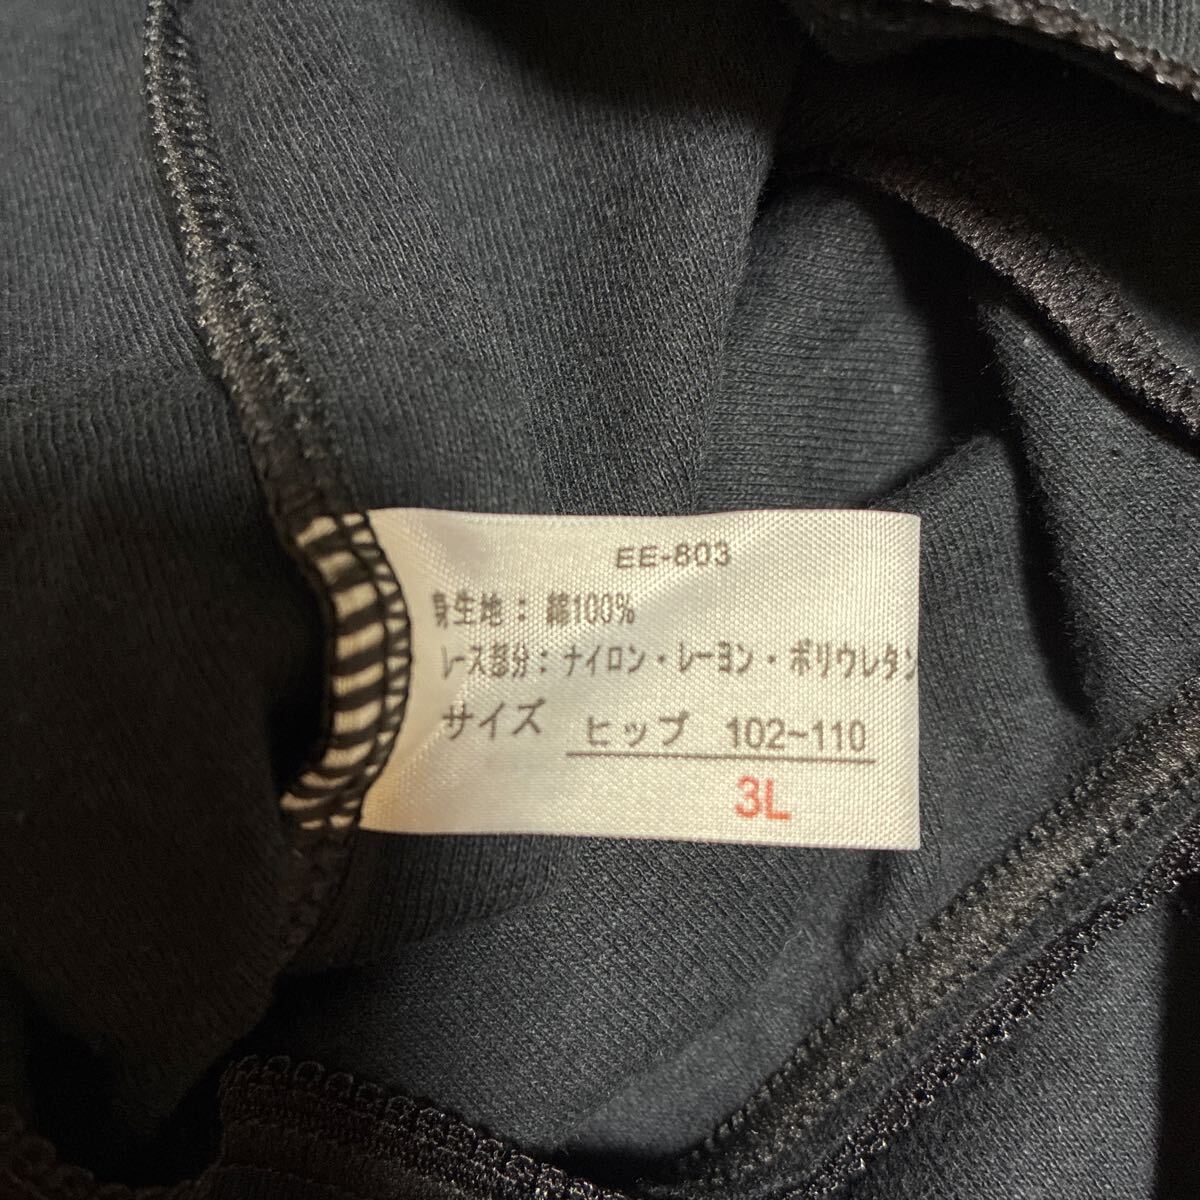 EE-803
身生地：綿100%
レース部分：ナイロン・レーヨン・ポリウレタン
サイズ ヒップ 102~110
3L